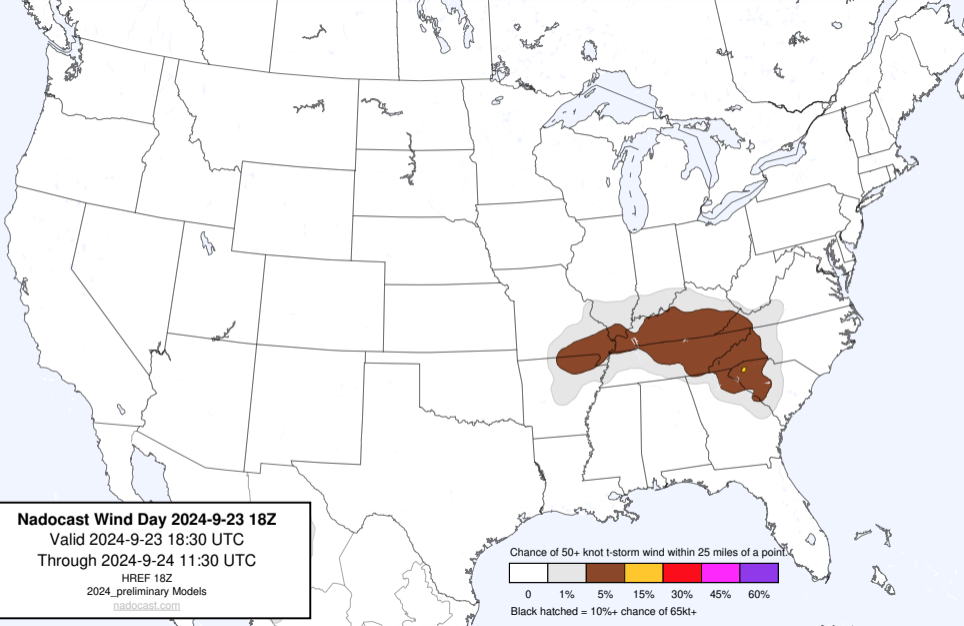 Nadocast Wind Day 2024-9-23 18Z
Valid 2024-9-23 18:30 UTC
Through 2024-9-24 11:30 UTC
HREF 18Z
2024_preliminary Models
nadocast.com
Chance of 50+ knot t-storm wind within 25 miles of a point.
0 1% 5% 15% 30% 45% 60%
Black hatched = 10%+ chance of 65kt+